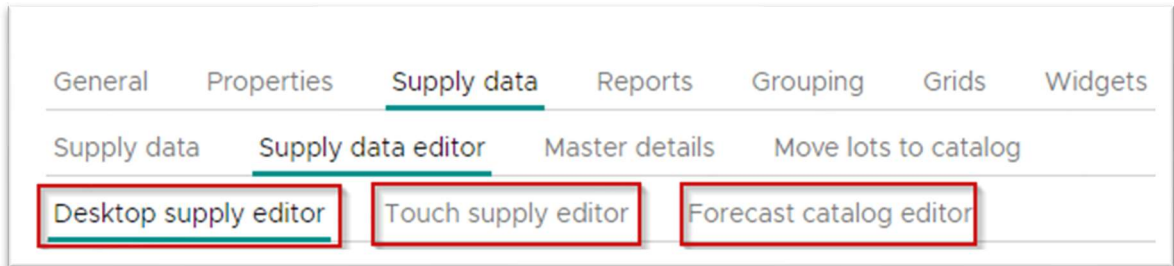 General Properties Supply data Reports Grouping Grids Widgets
Supply data Supply data editor Master details Move lots to catalog
Desktop supply editor Touch supply editor Forecast catalog editor